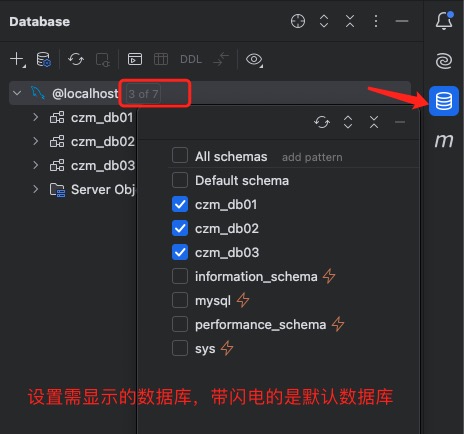 Database
DDL
@localhost 3 of 7
czm_db01
czm_db02
czm_db03
Server Obj
All schemas add pattern
Default schema
czm_db01
czm_db02
czm_db03
information_schema
mysql
performance_schema
sys
m
设置需显示的数据库，带闪电的是默认数据库